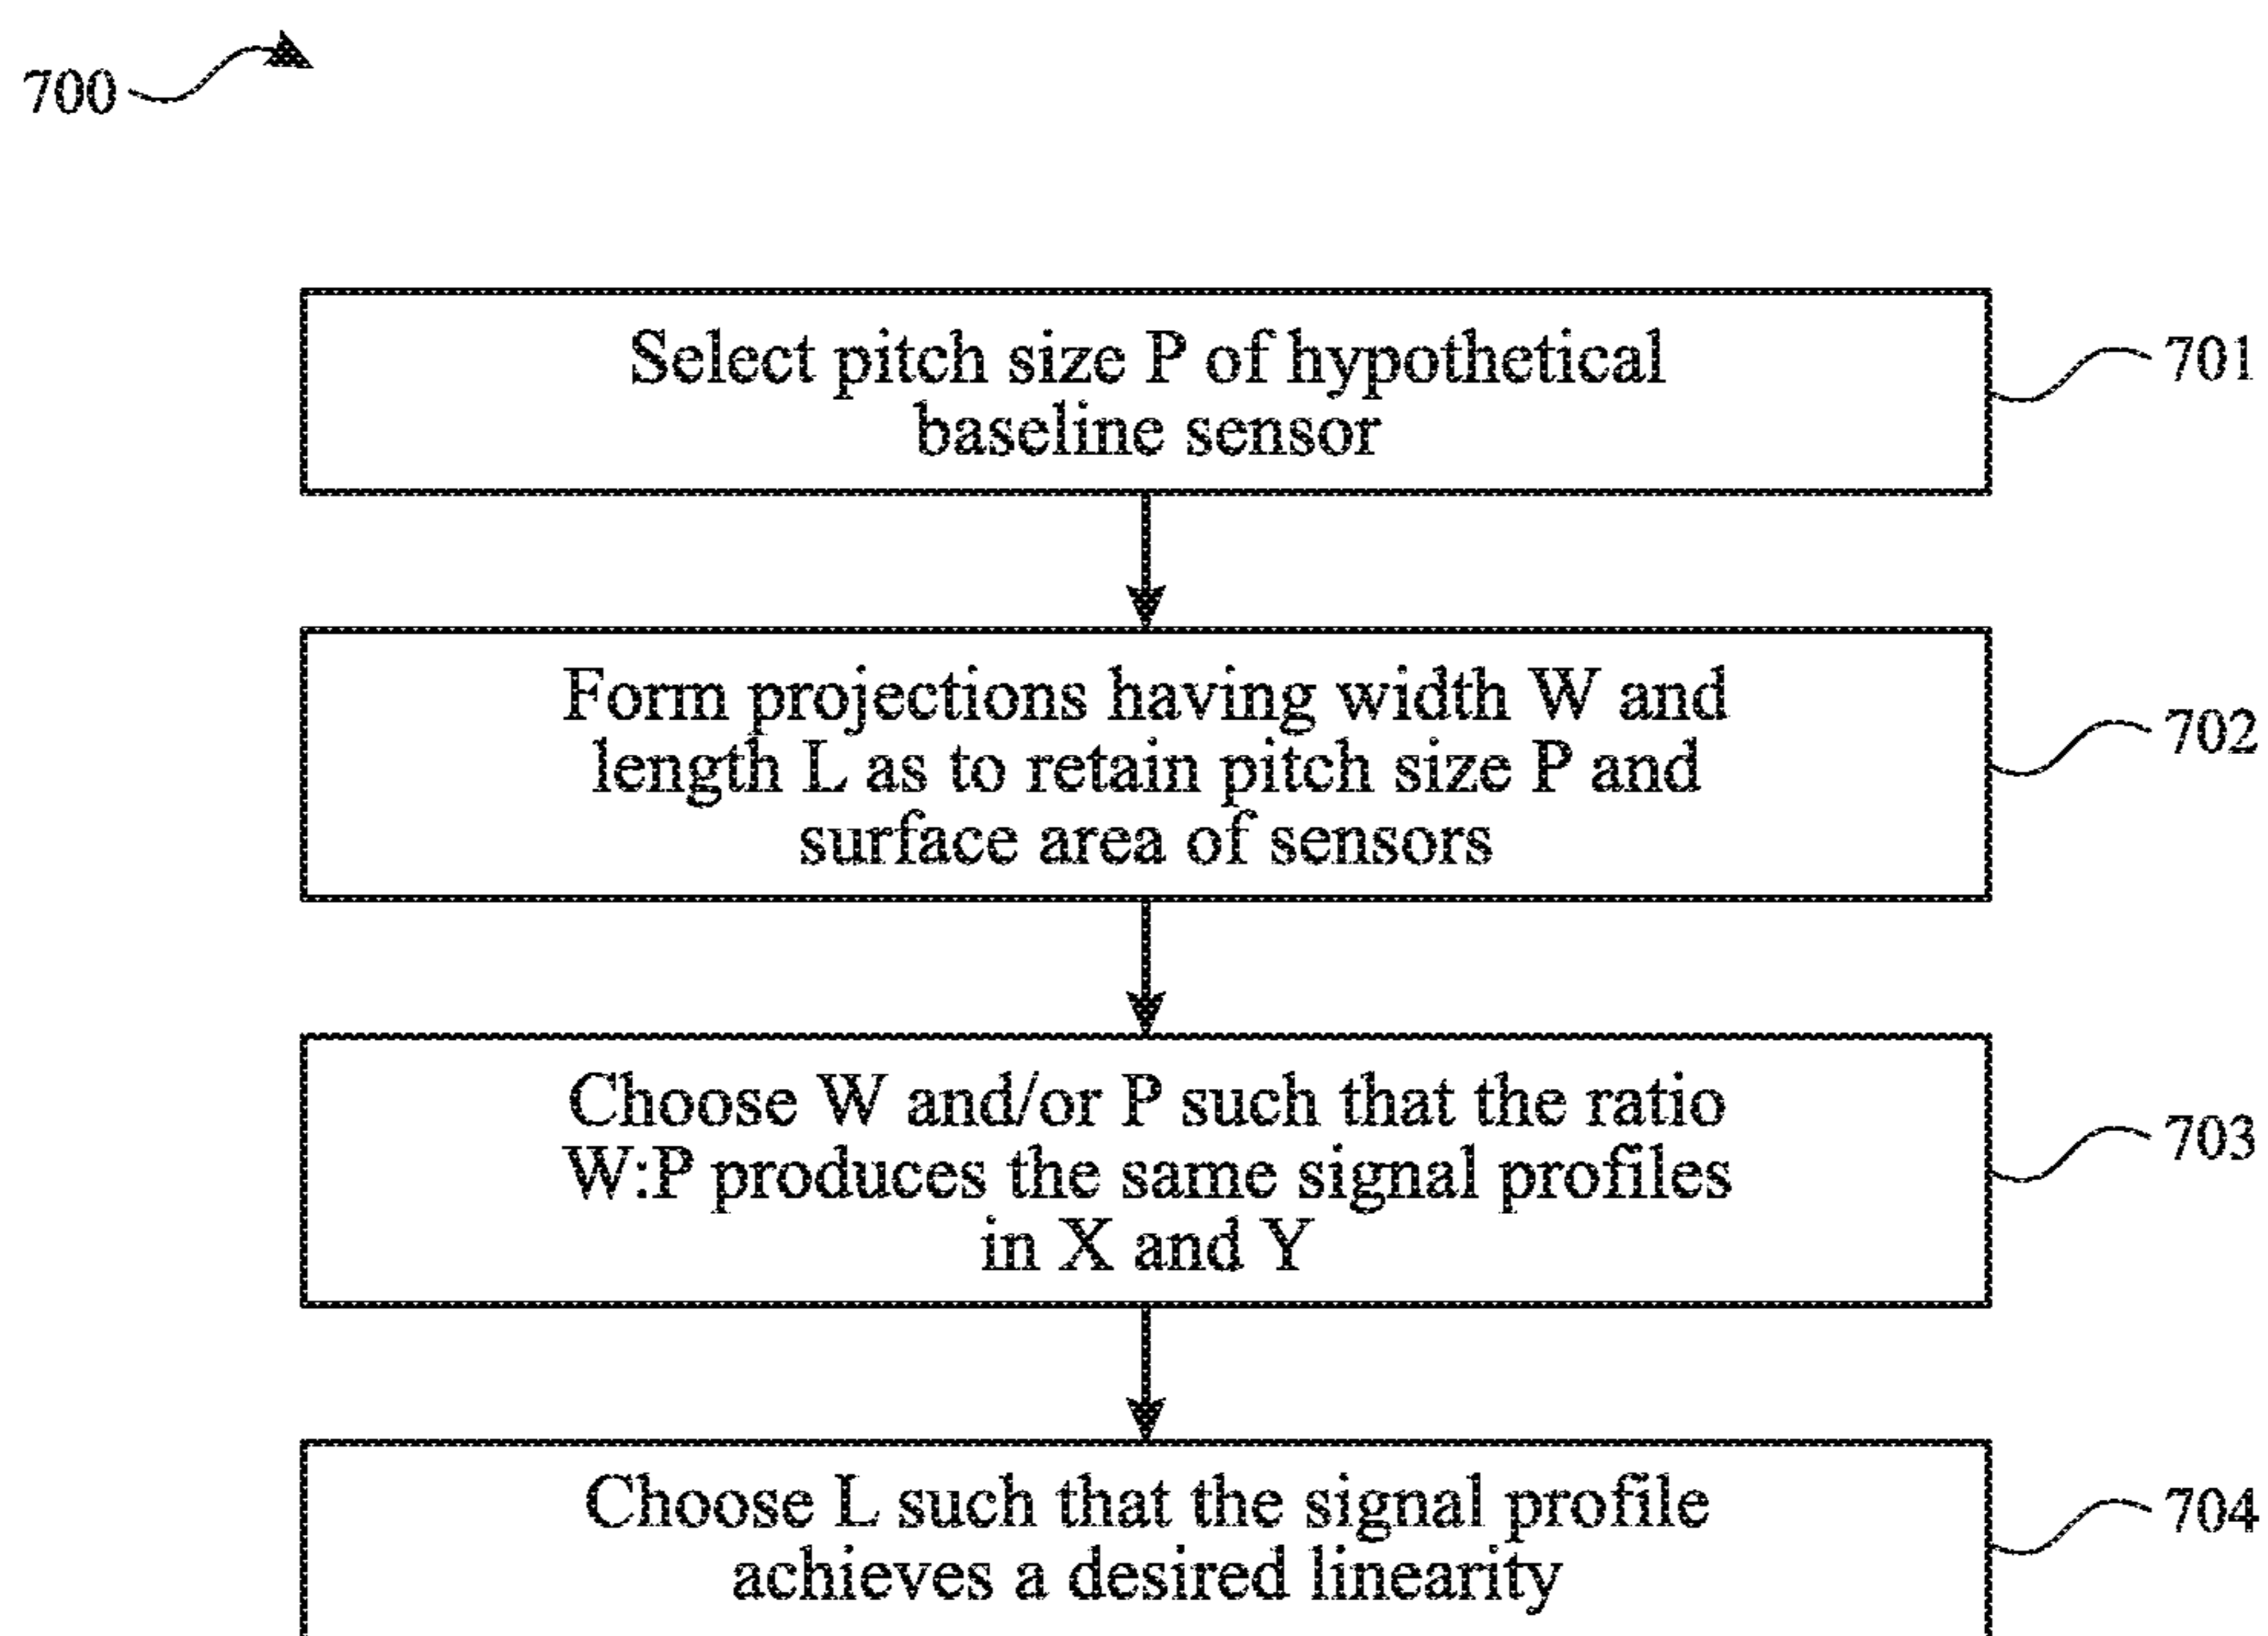 700
Select pitch size P of hypothetical
baseline sensor
701
Form projections having width W and
length L as to retain pitch size P and
surface area of sensors
702
Choose W and/or P such that the ratio
W:P produces the same signal profiles
in X and Y
703
Choose L such that the signal profile
achieves a desired linearity
704